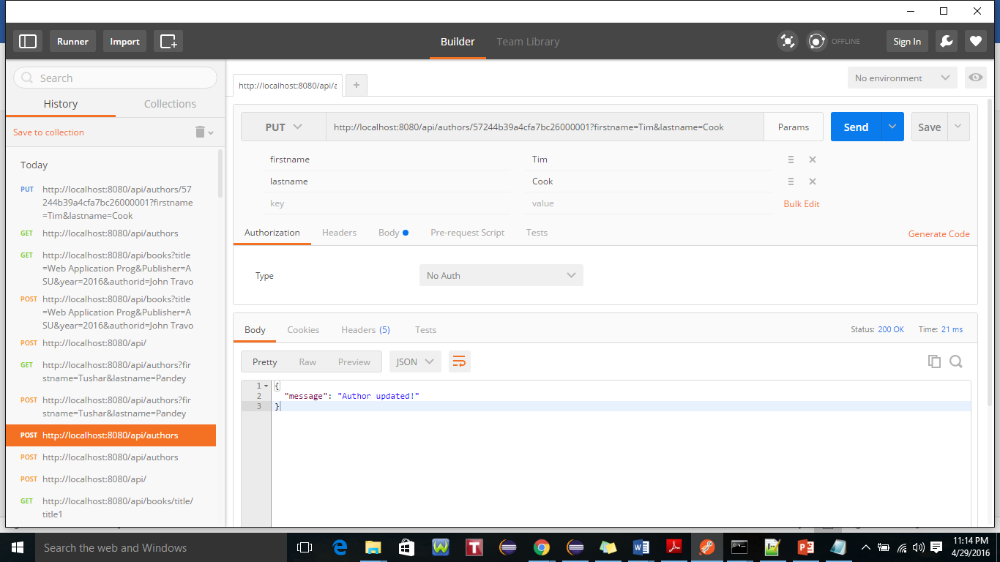 Runner
Import
Builder
Team Library
OFFLINE
Sign In
Search
History
Collections
Save to collection
Today
PUT http://localhost:8080/api/authors/57
244b39a4cfa7bc26000001?firstname
=Tim&lastname=Cook
GET http://localhost:8080/api/authors
GET http://localhost:8080/api/books?title
=Web Application Prog&Publisher=A
SU&year=2016&authorid=John Travo
POST http://localhost:8080/api/books?title
=Web Application Prog&Publisher=A
SU&year=2016&authorid=John Travo
POST http://localhost:8080/api/
GET http://localhost:8080/api/authors?fir
stname=Tushar&lastname=Pandey
POST http://localhost:8080/api/authors?fir
stname=Tushar&lastname=Pandey
POST http://localhost:8080/api/authors
POST http://localhost:8080/api/authors
POST http://localhost:8080/api/
GET http://localhost:8080/api/books/title/
title1
http://localhost:8080/api/a
+
No environment
PUT http://localhost:8080/api/authors/57244b39a4cfa7bc26000001?firstname=Tim&lastname=Cook Params Send Save
firstname Tim
lastname Cook
key value Bulk Edit
Authorization Headers Body Pre-request Script Tests Generate Code
Type No Auth
Body Cookies Headers (5) Tests Status: 200 OK Time: 21 ms
Pretty Raw Preview JSON
1 {
2 "message": "Author updated!"
3 }
Search the web and Windows
11:14 PM
4/29/2016